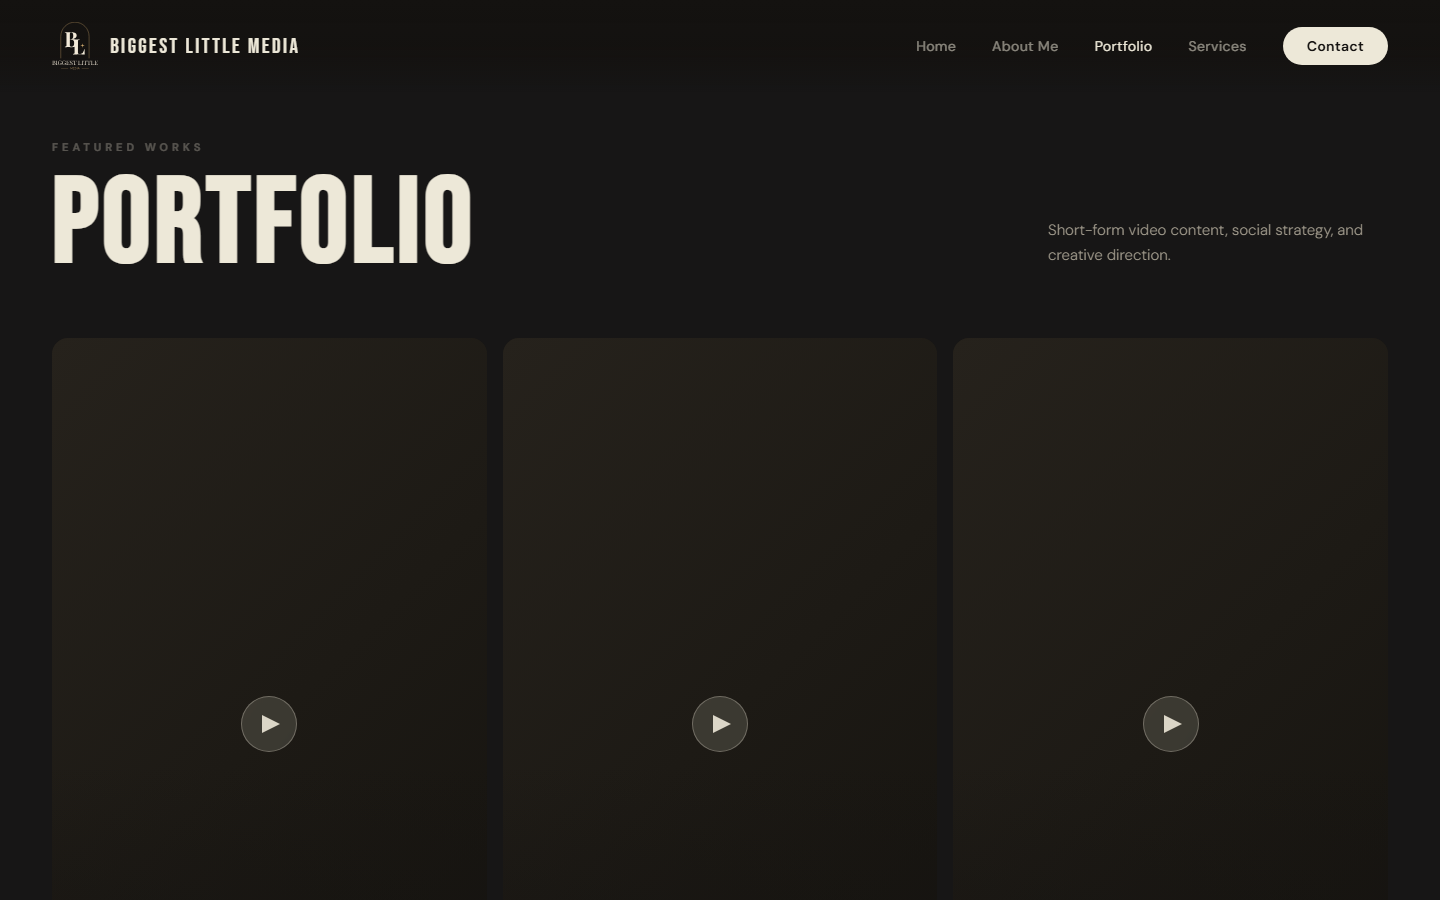 BL
BIGGEST LITTLE
BIGGEST LITTLE MEDIA
Home
About Me
Portfolio
Services
Contact
FEATURED WORKS
PORTFOLIO
Short-form video content, social strategy, and
creative direction.